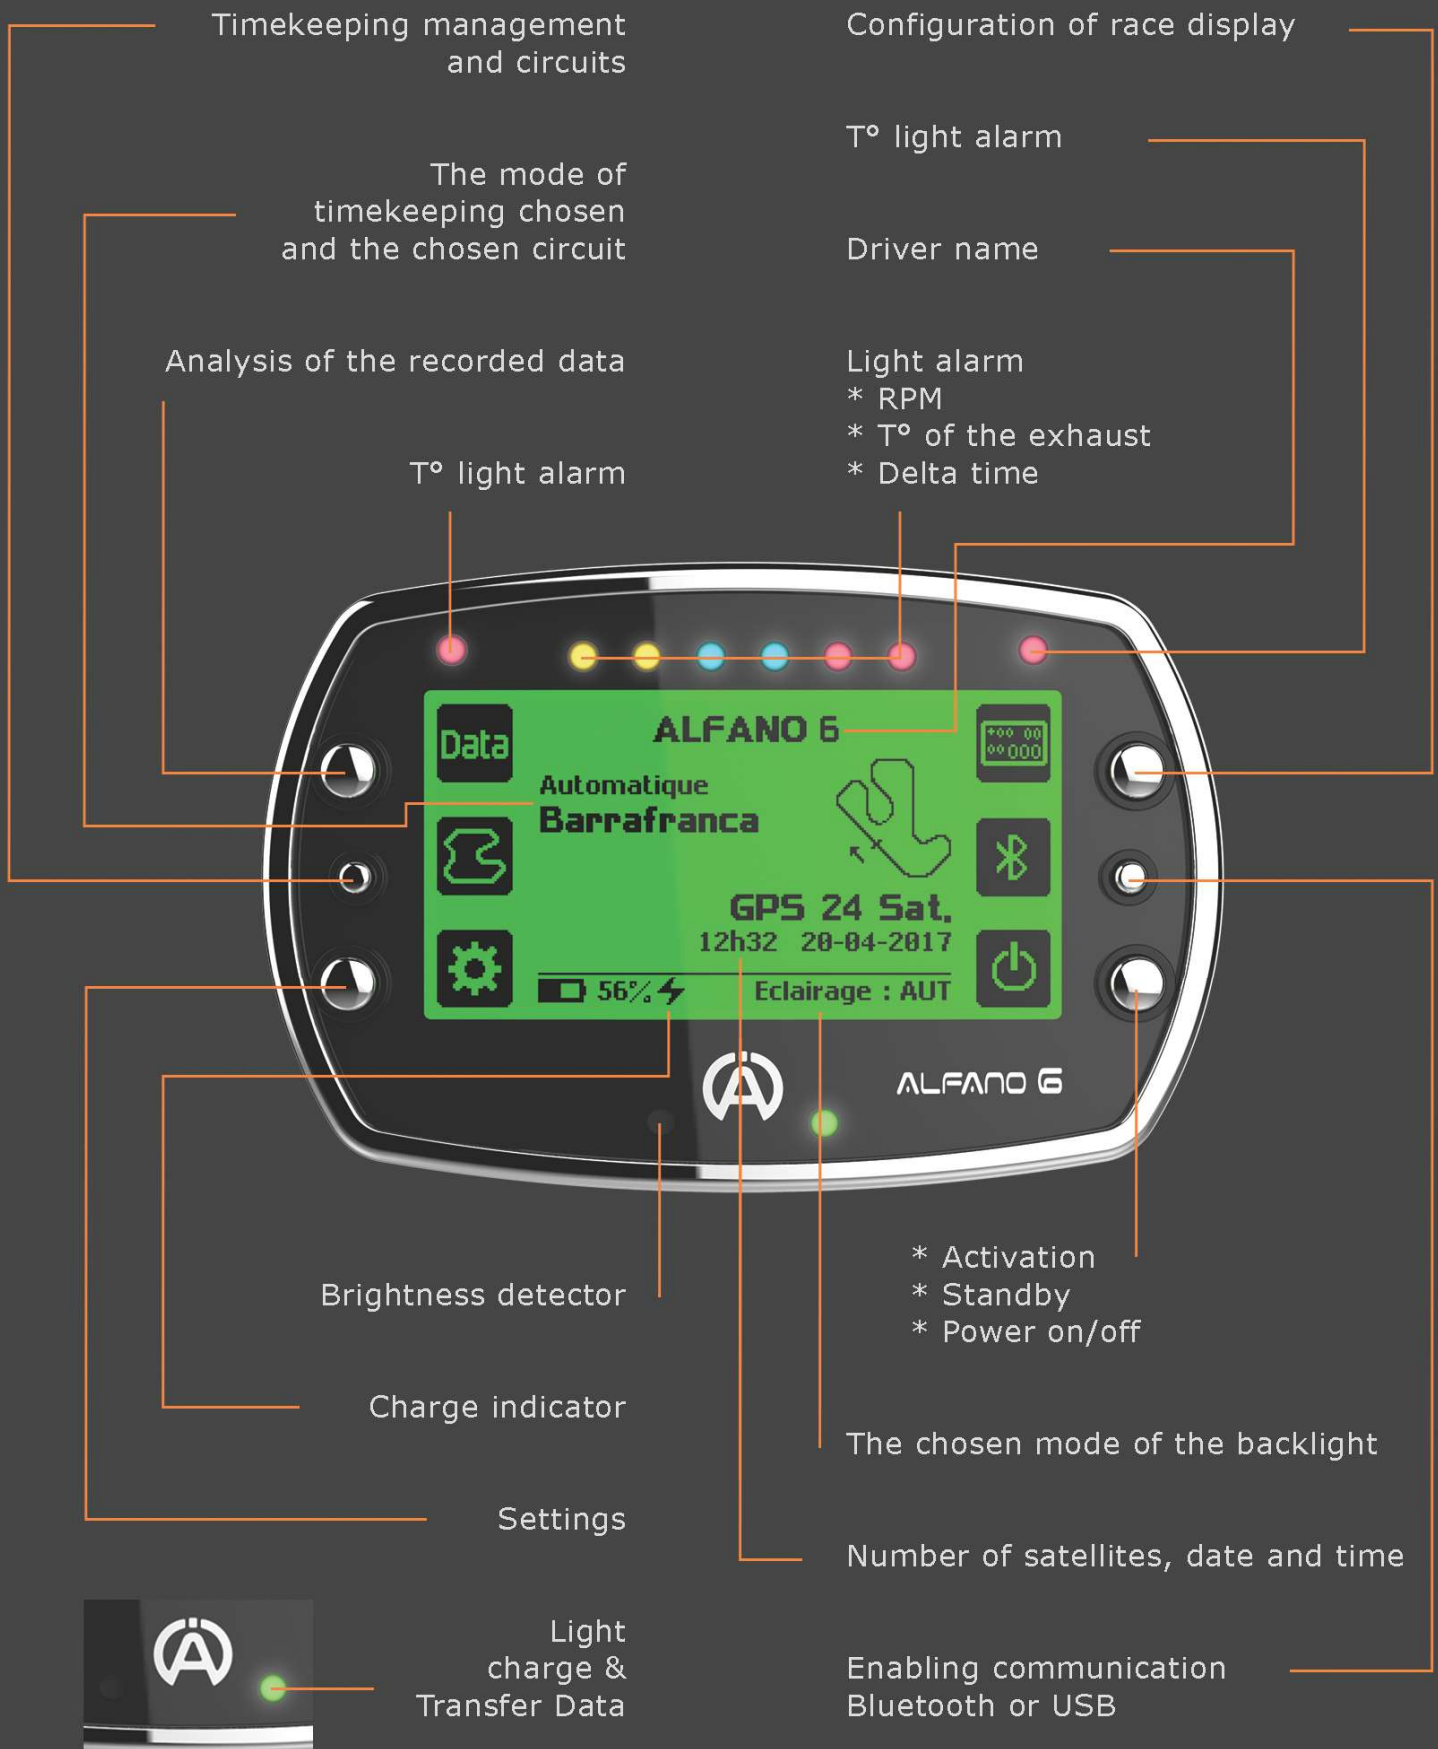 Timekeeping management
and circuits
The mode of
timekeeping chosen
and the chosen circuit
Analysis of the recorded data
T° light alarm
Configuration of race display
T° light alarm
Driver name
Light alarm
* RPM
* T° of the exhaust
* Delta time
Data
ALFANO 6
+00 00
00 000
Automatique
Barrafranca
GPS 24 Sat.
12h32 20-04-2017
56%
Eclairage : AUT
ALFANO 6
Brightness detector
Charge indicator
Settings
Light
charge &
Transfer Data
* Activation
* Standby
* Power on/off
The chosen mode of the backlight
Number of satellites, date and time
Enabling communication
Bluetooth or USB